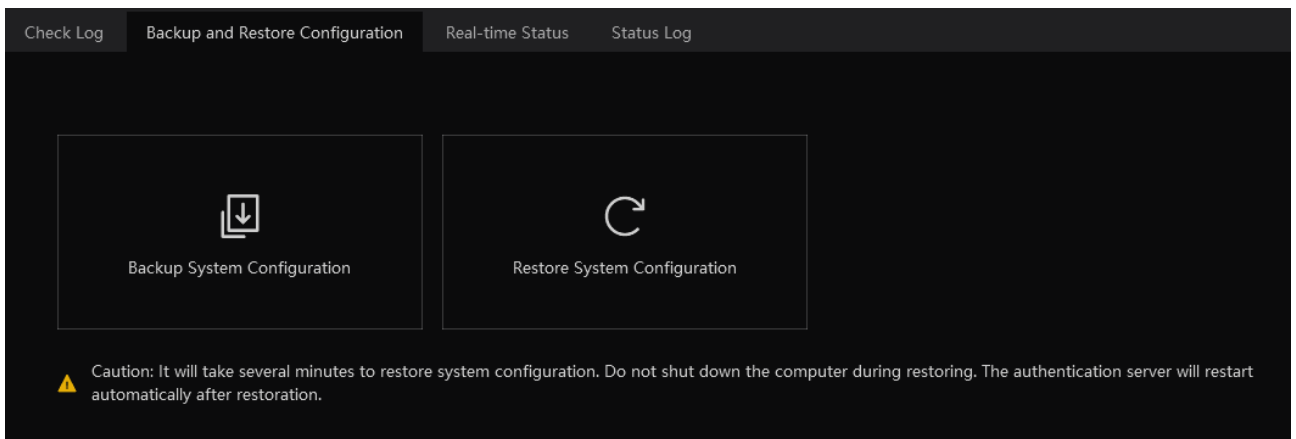 Check Log Backup and Restore Configuration Real-time Status Status Log
Backup System Configuration Restore System Configuration
Caution: It will take several minutes to restore system configuration. Do not shut down the computer during restoring. The authentication server will restart
automatically after restoration.